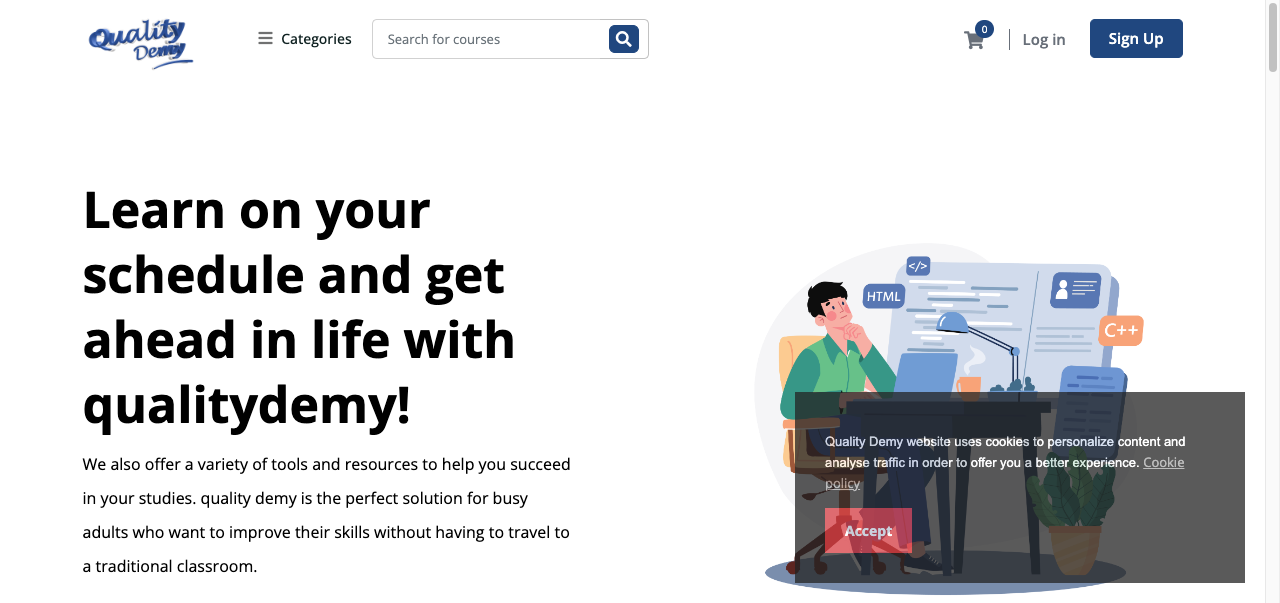 Quality
Demy
Categories
Search for courses
0
Log in
Sign Up
Learn on your
schedule and get
ahead in life with
qualitydemy!
We also offer a variety of tools and resources to help you succeed
in your studies. quality demy is the perfect solution for busy
adults who want to improve their skills without having to travel to
a traditional classroom.
</>
HTML
C++
Quality Demy website uses cookies to personalize content and
analyse traffic in order to offer you a better experience. Cookie
policy
Accept